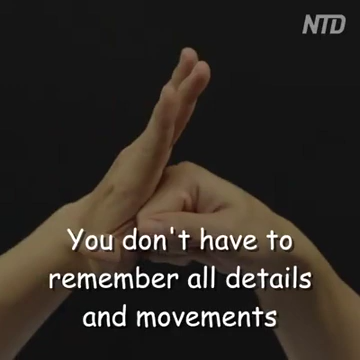 NTD
You don't have to
remember all details
and movements